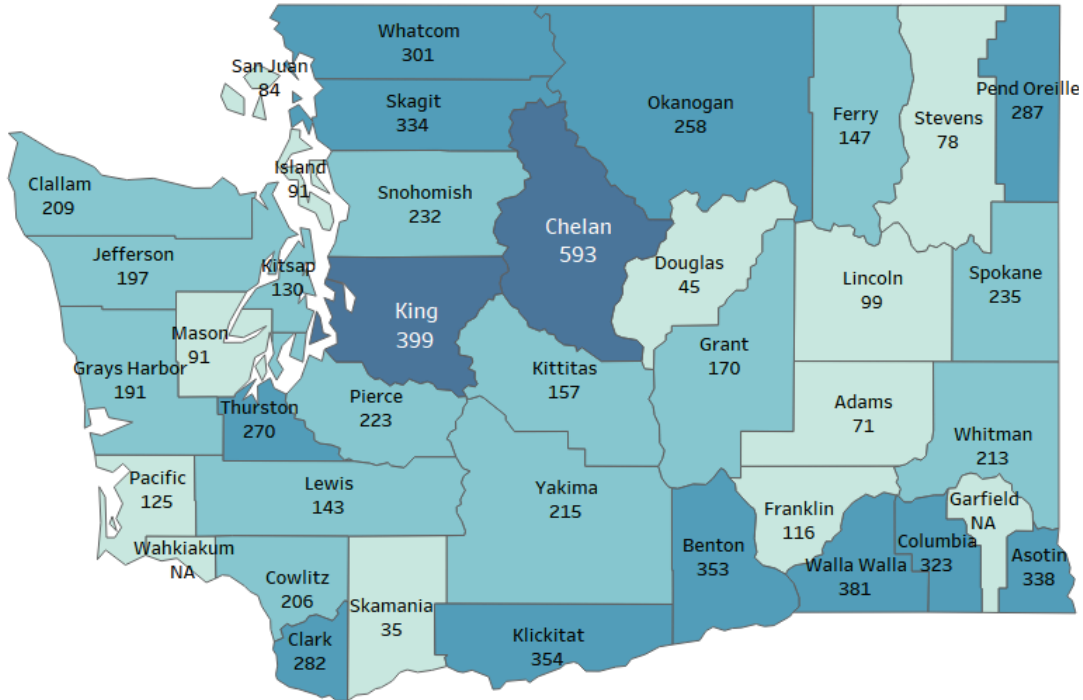 Whatcom
301
San Juan
84
Skagit
334
Okanogan
258
Ferry
147
Stevens
78
Pend Oreille
287
Clallam
209
Island
91
Snohomish
232
Chelan
593
Jefferson
197
Kitsap
130
Douglas
45
Lincoln
99
Spokane
235
King
399
Mason
91
Grays Harbor
191
Kittitas
157
Grant
170
Thurston
270
Pierce
223
Adams
71
Whitman
213
Pacific
125
Lewis
143
Yakima
215
Franklin
116
Garfield
NA
Wahkiakum
NA
Benton
353
Walla Walla
381
Columbia
323
Asotin
338
Cowlitz
206
Skamania
35
Clark
282
Klickitat
354